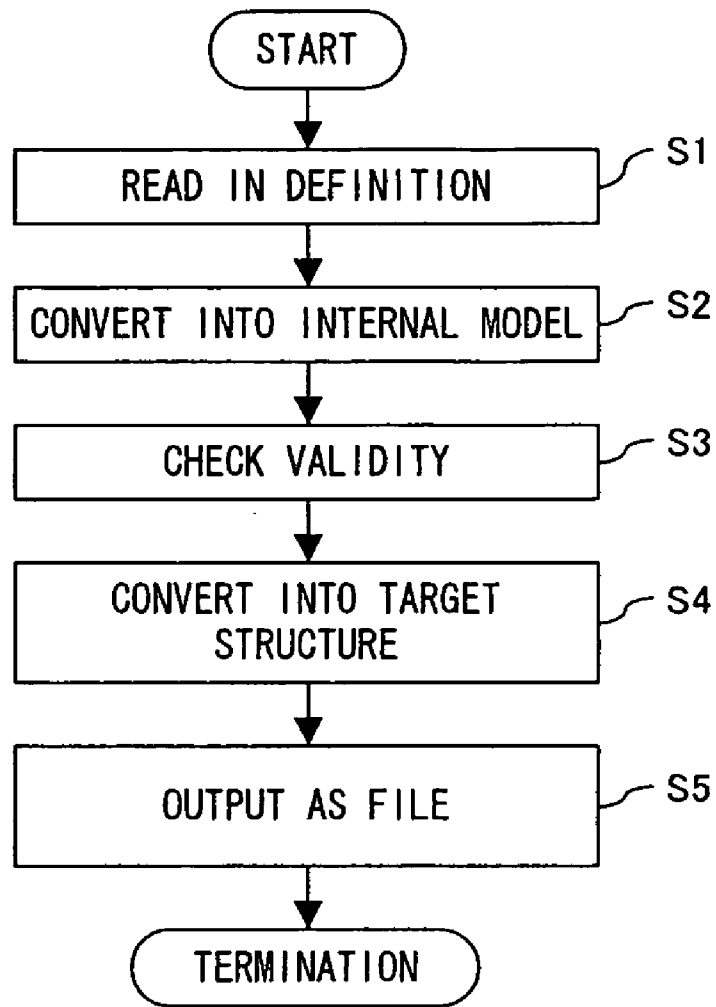 START
S1
READ IN DEFINITION
S2
CONVERT INTO INTERNAL MODEL
S3
CHECK VALIDITY
S4
CONVERT INTO TARGET
STRUCTURE
S5
OUTPUT AS FILE
TERMINATION